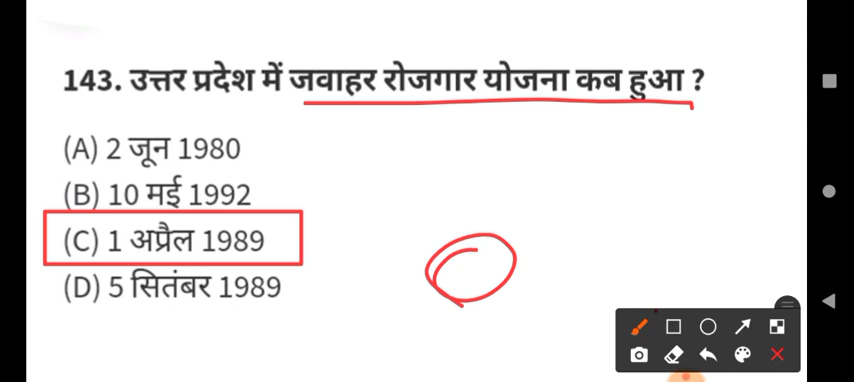 143. उत्तर प्रदेश में जवाहर रोजगार योजना कब हुआ ?
(A) 2 जून 1980
(B) 10 मई 1992
(C) 1 अप्रैल 1989
(D) 5 सितंबर 1989